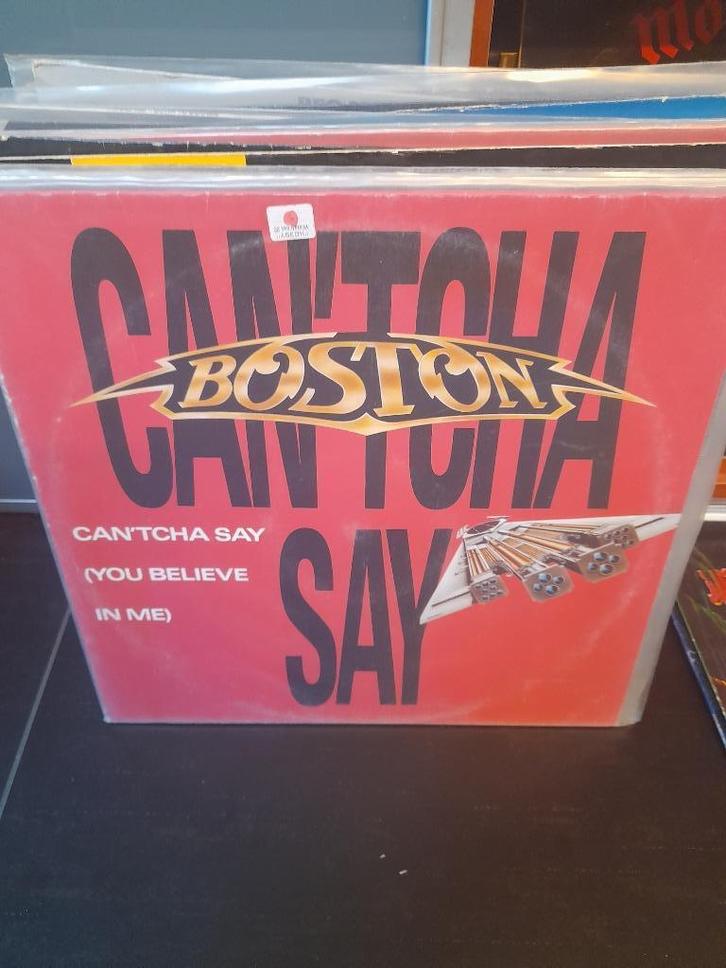 CAN'TCHA
BOSTON
CAN'TCHA SAY
(YOU BELIEVE
IN ME)
SAY